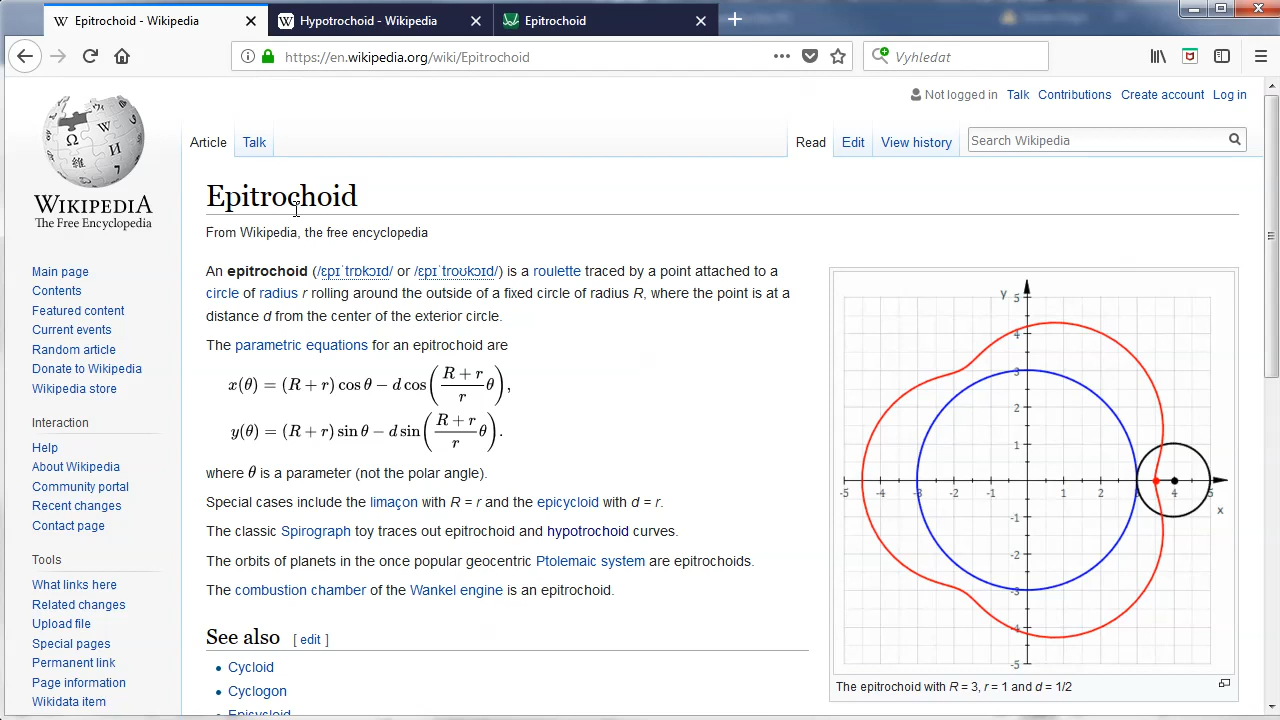 Epitrochoid - Wikipedia
Hypotrochoid - Wikipedia
Epitrochoid
https://en.wikipedia.org/wiki/Epitrochoid
Vyhledat
Not logged in Talk Contributions Create account Log in
Article Talk
Read Edit View history
Search Wikipedia
WIKIPEDIA
The Free Encyclopedia
Main page
Contents
Featured content
Current events
Random article
Donate to Wikipedia
Wikipedia store
Interaction
Help
About Wikipedia
Community portal
Recent changes
Contact page
Tools
What links here
Related changes
Upload file
Special pages
Permanent link
Page information
Wikidata item
Epitrochoid
From Wikipedia, the free encyclopedia
An epitrochoid (/ɛpɪˈtrɒkɔɪd/ or /ɛpɪˈtroʊkɔɪd/) is a roulette traced by a point attached to a
circle of radius r rolling around the outside of a fixed circle of radius R, where the point is at a
distance d from the center of the exterior circle.
The parametric equations for an epitrochoid are
x(θ) = (R + r) cos θ − d cos((R + r)/r θ),
y(θ) = (R + r) sin θ − d sin((R + r)/r θ).
where θ is a parameter (not the polar angle).
Special cases include the limaçon with R = r and the epicycloid with d = r.
The classic Spirograph toy traces out epitrochoid and hypotrochoid curves.
The orbits of planets in the once popular geocentric Ptolemaic system are epitrochoids.
The combustion chamber of the Wankel engine is an epitrochoid.
See also [ edit ]
Cycloid
Cyclogon
Epicycloid
y
5
3
2
1
-5 -4 -3 -2 -1 1 2 3 4 5
x
-1
-2
-3
-4
-5
The epitrochoid with R = 3, r = 1 and d = 1/2